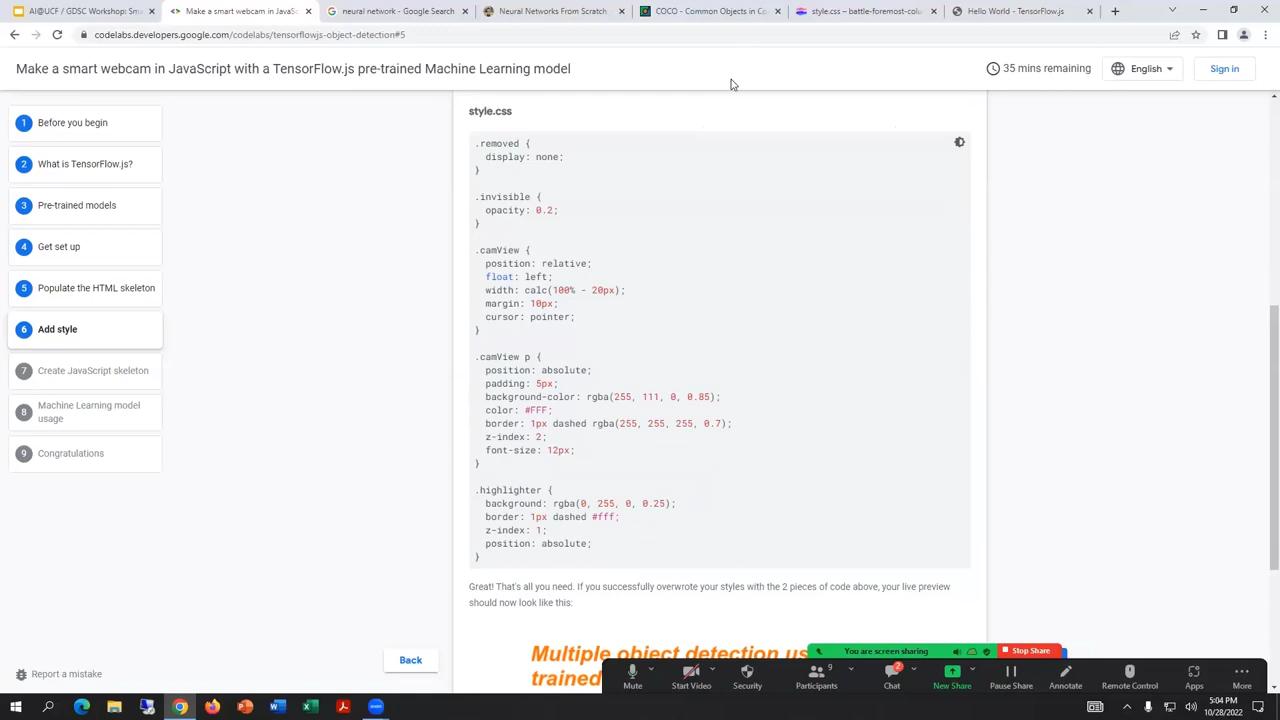 AI@UCF / GDSC Workshops Sma
Make a smart webcam in JavaSc
neural network - Google Search
Neural Networks From Scratch
COCO - Common Objects in Co
style.css – battle-foremost-colu
Hello World - TensorFlow.js
codelabs.developers.google.com/codelabs/tensorflowjs-object-detection#5
Make a smart webcam in JavaScript with a TensorFlow.js pre-trained Machine Learning model
35 mins remaining
English
Sign in
1 Before you begin
2 What is TensorFlow.js?
3 Pre-trained models
4 Get set up
5 Populate the HTML skeleton
6 Add style
7 Create JavaScript skeleton
8 Machine Learning model
usage
9 Congratulations
style.css
.removed {
display: none;
}
.invisible {
opacity: 0.2;
}
.camView {
position: relative;
float: left;
width: calc(100% - 20px);
margin: 10px;
cursor: pointer;
}
.camView p {
position: absolute;
padding: 5px;
background-color: rgba(255, 111, 0, 0.85);
color: #FFF;
border: 1px dashed rgba(255, 255, 255, 0.7);
z-index: 2;
font-size: 12px;
}
.highlighter {
background: rgba(0, 255, 0, 0.25);
border: 1px dashed #fff;
z-index: 1;
position: absolute;
}
Great! That's all you need. If you successfully overwrote your styles with the 2 pieces of code above, your live preview
should now look like this:
Multiple object detection us
trained
Back
Report a mistake
You are screen sharing
Stop Share
Mute
Start Video
Security
9
Participants
2
Chat
New Share
Pause Share
Annotate
Remote Control
Apps
More
5:04 PM
10/28/2022